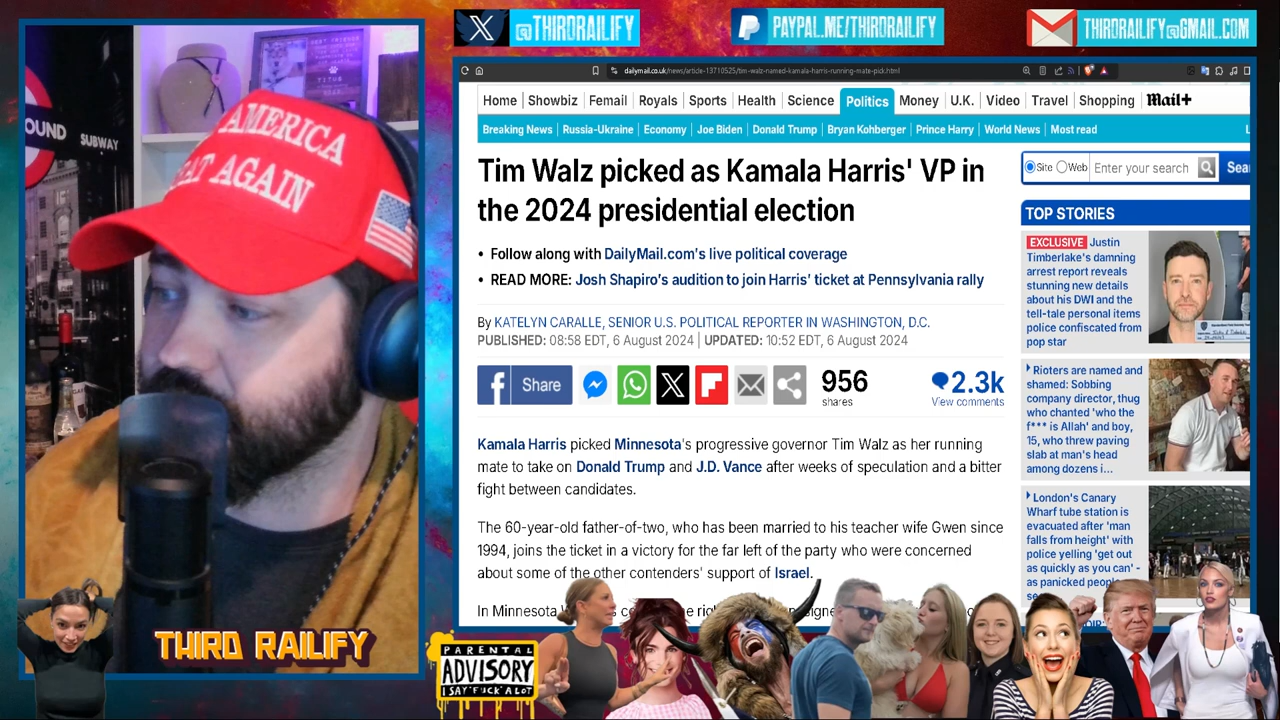 @THIRDRAILIFY
PAYPAL.ME/THIRDRAILIFY
THIRDRAILIFY@GMAIL.COM
dailymail.co.uk/news/article-13710525/tim-walz-named-kamala-harris-running-mate-pick.html
Home | Showbiz | Femail | Royals | Sports | Health | Science | Politics | Money | U.K. | Video | Travel | Shopping | Mail+
Breaking News | Russia-Ukraine | Economy | Joe Biden | Donald Trump | Bryan Kohberger | Prince Harry | World News | Most read
Tim Walz picked as Kamala Harris' VP in
the 2024 presidential election
• Follow along with DailyMail.com's live political coverage
• READ MORE: Josh Shapiro's audition to join Harris' ticket at Pennsylvania rally
By KATELYN CARALLE, SENIOR U.S. POLITICAL REPORTER IN WASHINGTON, D.C.
PUBLISHED: 08:58 EDT, 6 August 2024 | UPDATED: 10:52 EDT, 6 August 2024
Share
956
shares
2.3k
View comments
Kamala Harris picked Minnesota's progressive governor Tim Walz as her running
mate to take on Donald Trump and J.D. Vance after weeks of speculation and a bitter
fight between candidates.
The 60-year-old father-of-two, who has been married to his teacher wife Gwen since
1994, joins the ticket in a victory for the far left of the party who were concerned
about some of the other contenders' support of Israel.
In Minnesota
Site Web Enter your search Sea
TOP STORIES
EXCLUSIVE Justin
Timberlake's damning
arrest report reveals
stunning new details
about his DWI and the
tell-tale personal items
police confiscated from
pop star
Rioters are named and
shamed: Sobbing
company director, thug
who chanted 'who the
f*** is Allah' and boy,
15, who threw paving
slab at man's head
among dozens i...
London's Canary
Wharf tube station is
evacuated after 'man
falls from height' with
police yelling 'get out
as quickly as you can' -
as panicked people
AMERICA
AT AGAIN
OUND
SUBWAY
THIRD RAILIFY
PARENTAL
ADVISORY
I SAY "FUCK" A LOT